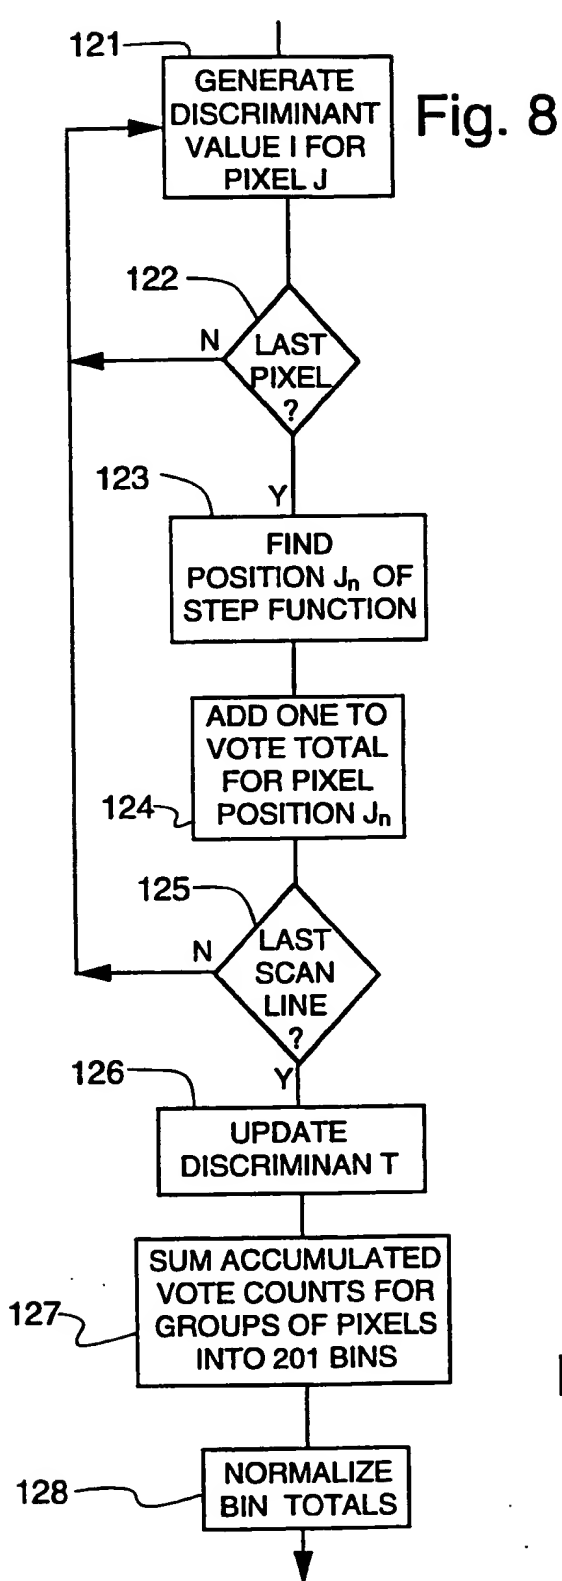 121
GENERATE
DISCRIMINANT
VALUE I FOR
PIXEL J
Fig. 8
122
N
LAST
PIXEL
?
123
Y
FIND
POSITION Jn OF
STEP FUNCTION
ADD ONE TO
VOTE TOTAL
FOR PIXEL
POSITION Jn
124
125
N
LAST
SCAN
LINE
?
126
Y
UPDATE
DISCRIMINAN T
SUM ACCUMULATED
VOTE COUNTS FOR
GROUPS OF PIXELS
INTO 201 BINS
127
NORMALIZE
BIN TOTALS
128